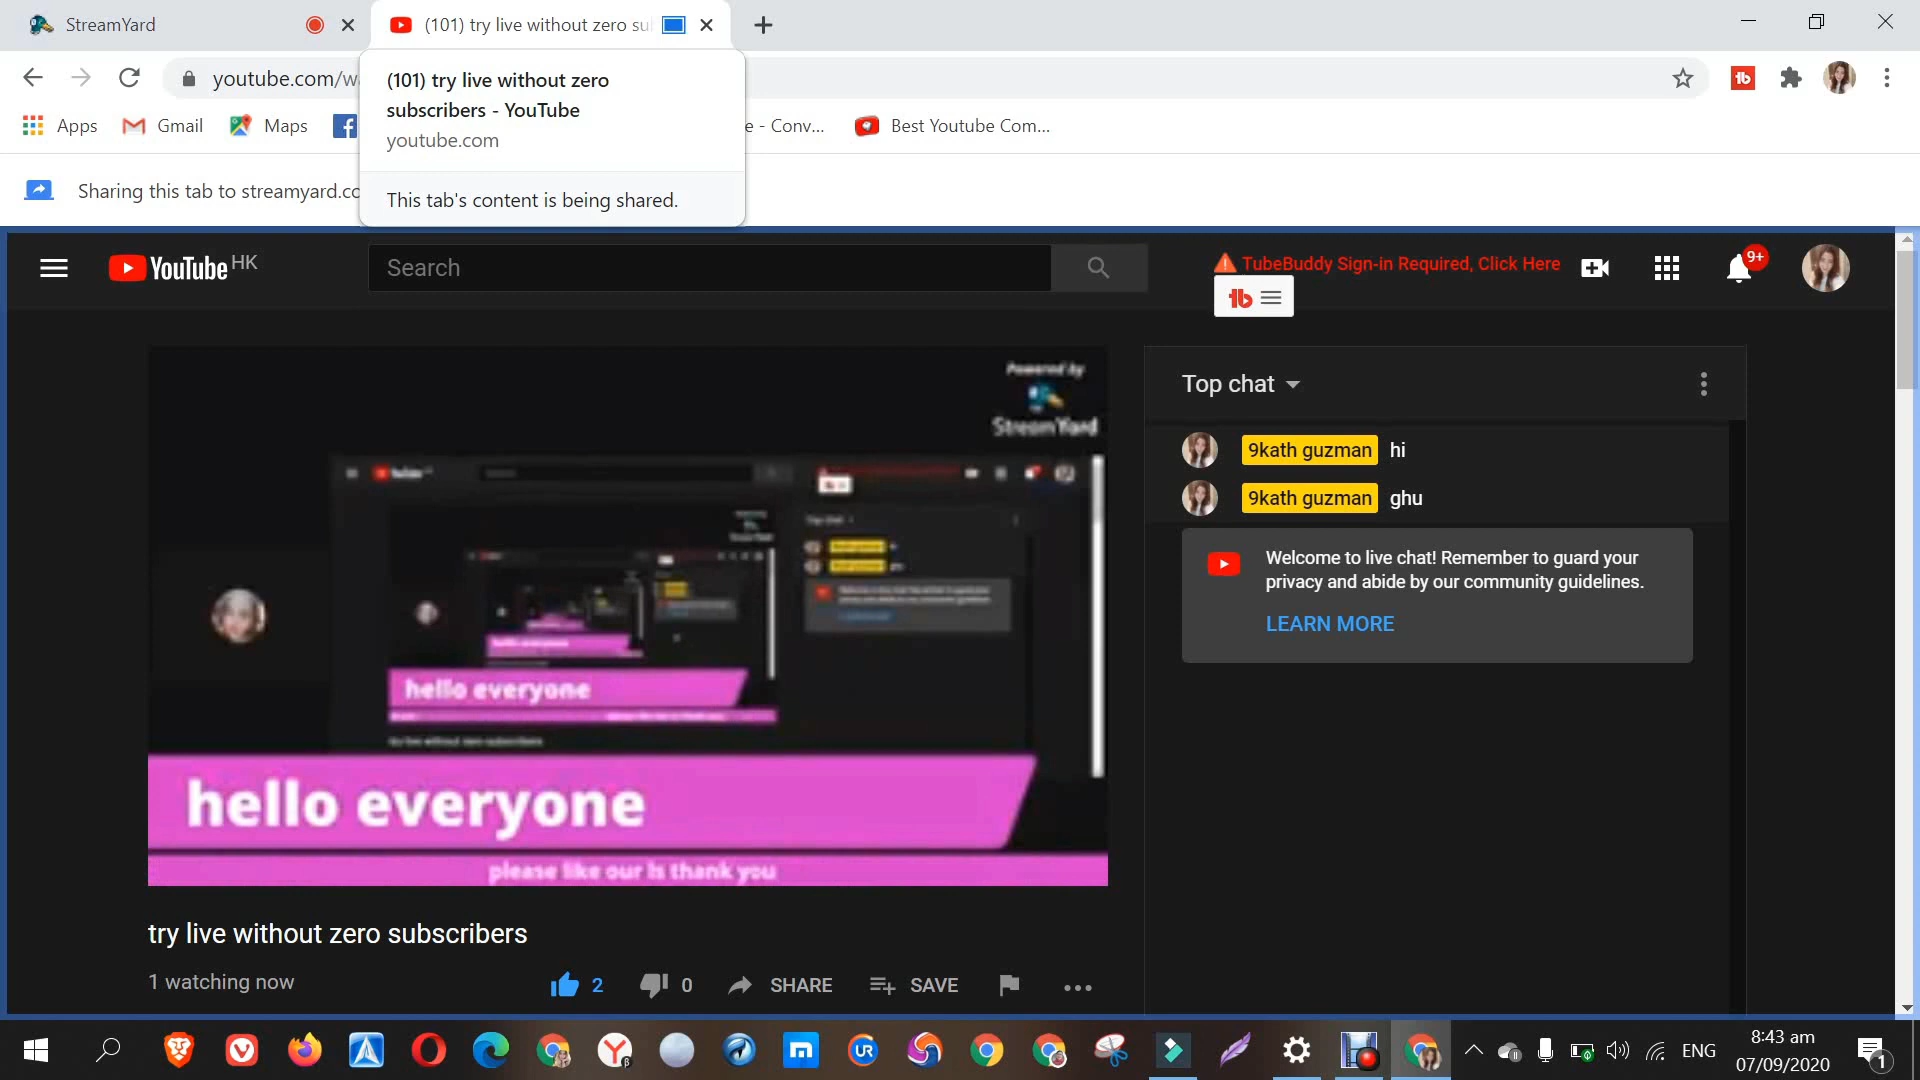 StreamYard
(101) try live without zero su
(101) try live without zero
subscribers - YouTube
youtube.com
This tab's content is being shared.
youtube.com/w
Apps
Gmail
Maps
e - Conv...
Best Youtube Com...
Sharing this tab to streamyard.co
YouTube HK
Search
TubeBuddy Sign-in Required, Click Here
9+
Powered by
StreamYard
hello everyone
hello everyone
please like our ls thank you
try live without zero subscribers
1 watching now
2
0
SHARE
SAVE
Top chat
9kath guzman hi
9kath guzman ghu
Welcome to live chat! Remember to guard your
privacy and abide by our community guidelines.
LEARN MORE
ENG
8:43 am
07/09/2020
1